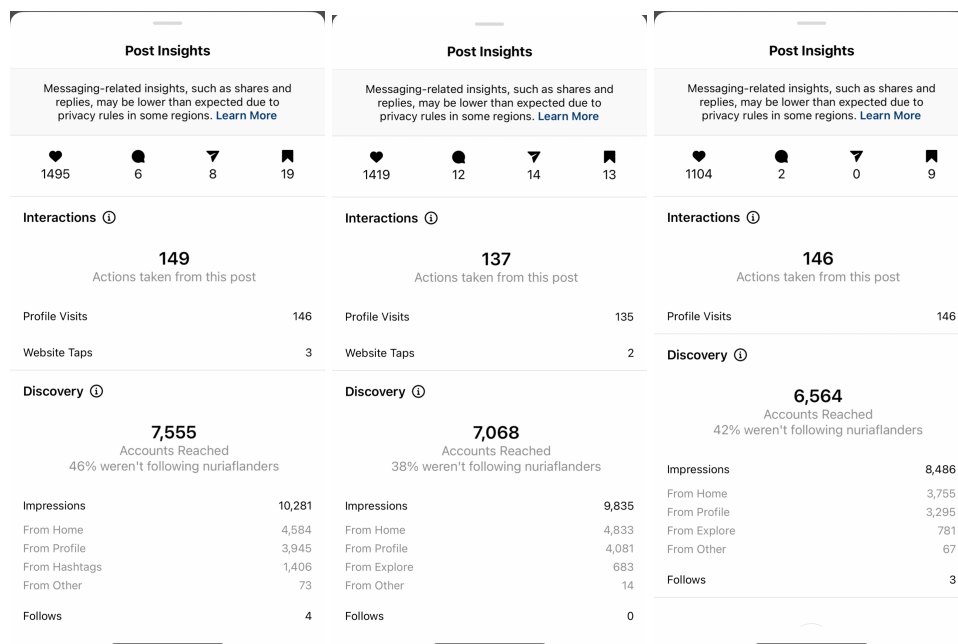 Post Insights
Messaging-related insights, such as shares and
replies, may be lower than expected due to
privacy rules in some regions. Learn More
1495 6 8 19
Interactions
149
Actions taken from this post
Profile Visits 146
Website Taps 3
Discovery
7,555
Accounts Reached
46% weren't following nuriaflanders
Impressions 10,281
From Home 4,584
From Profile 3,945
From Hashtags 1,406
From Other 73
Follows 4
Post Insights
Messaging-related insights, such as shares and
replies, may be lower than expected due to
privacy rules in some regions. Learn More
1419 12 14 13
Interactions
137
Actions taken from this post
Profile Visits 135
Website Taps 2
Discovery
7,068
Accounts Reached
38% weren't following nuriaflanders
Impressions 9,835
From Home 4,833
From Profile 4,081
From Explore 683
From Other 14
Follows 0
Post Insights
Messaging-related insights, such as shares and
replies, may be lower than expected due to
privacy rules in some regions. Learn More
1104 2 0 9
Interactions
146
Actions taken from this post
Profile Visits 146
Discovery
6,564
Accounts Reached
42% weren't following nuriaflanders
Impressions 8,486
From Home 3,755
From Profile 3,295
From Explore 781
From Other 67
Follows 3